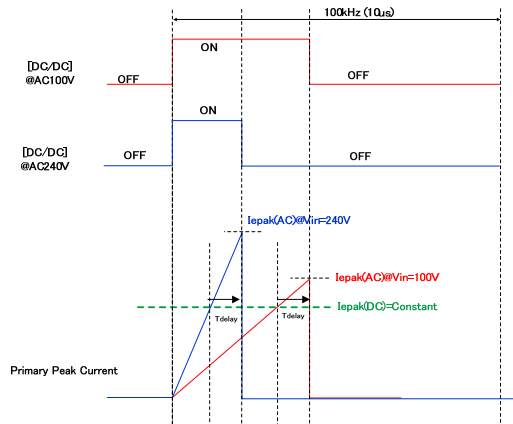 100kHz (10us)
[DC/DC]
@AC100V
OFF
ON
OFF
[DC/DC]
@AC240V
OFF
ON
OFF
Iepak(AC)@Vin=240V
Iepak(AC)@Vin=100V
Iepak(DC)=Constant
Tdelay
Tdelay
Primary Peak Current